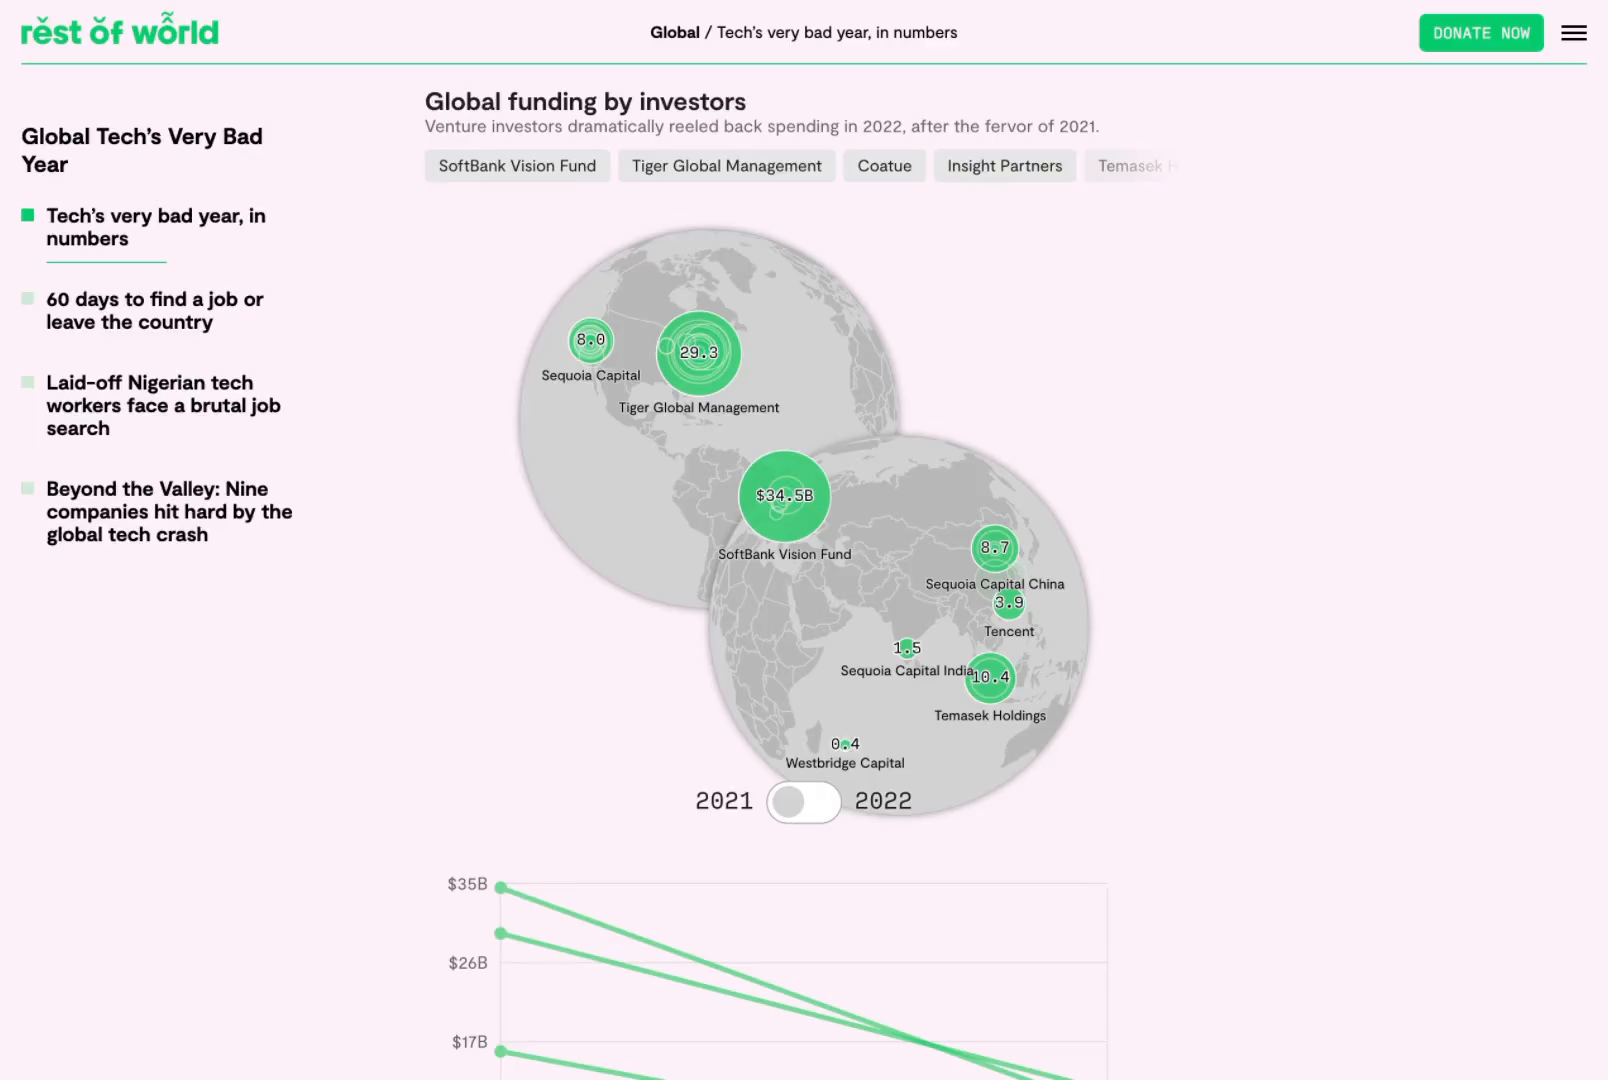 rĕst ŏf wõrld
Global / Tech's very bad year, in numbers
DONATE NOW
Global Tech's Very Bad
Year
Tech's very bad year, in
numbers
60 days to find a job or
leave the country
Laid-off Nigerian tech
workers face a brutal job
search
Beyond the Valley: Nine
companies hit hard by the
global tech crash
Global funding by investors
Venture investors dramatically reeled back spending in 2022, after the fervor of 2021.
SoftBank Vision Fund
Tiger Global Management
Coatue
Insight Partners
Temasek
8.0
Sequoia Capital
29.3
Tiger Global Management
$34.5B
SoftBank Vision Fund
8.7
Sequoia Capital China
3.9
Tencent
1.5
Sequoia Capital India
10.4
Temasek Holdings
0.4
Westbridge Capital
2021
2022
$35B
$26B
$17B